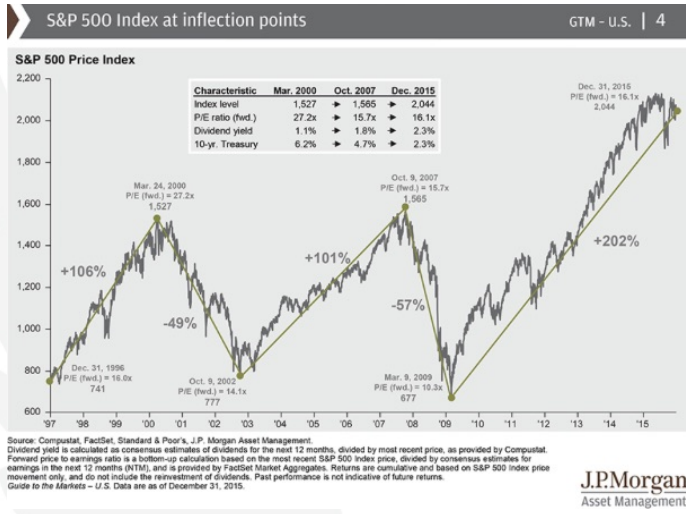 S&P 500 Index at inflection points
GTM – U.S. | 4
S&P 500 Price Index
2,200
2,000
1,800
1,600
1,400
1,200
1,000
800
600
Characteristic Mar. 2000 Oct. 2007 Dec. 2015
Index level 1,527 → 1,565 → 2,044
P/E ratio (fwd.) 27.2x → 15.7x → 16.1x
Dividend yield 1.1% → 1.8% → 2.3%
10-yr. Treasury 6.2% → 4.7% → 2.3%
Dec. 31, 2015
P/E (fwd.) = 16.1x
2,044
Mar. 24, 2000
P/E (fwd.) = 27.2x
1,527
Oct. 9, 2007
P/E (fwd.) = 15.7x
1,565
+106%
-49%
+101%
-57%
+202%
Dec. 31, 1996
P/E (fwd.) = 16.0x
741
Oct. 9, 2002
P/E (fwd.) = 14.1x
777
Mar. 9, 2009
P/E (fwd.) = 10.3x
677
'97 '98 '99 '00 '01 '02 '03 '04 '05 '06 '07 '08 '09 '10 '11 '12 '13 '14 '15
Source: Compustat, FactSet, Standard & Poor's, J.P. Morgan Asset Management.
Dividend yield is calculated as consensus estimates of dividends for the next 12 months, divided by most recent price, as provided by Compustat.
Forward price to earnings ratio is a bottom-up calculation based on the most recent S&P 500 Index price, divided by consensus estimates for
earnings in the next 12 months (NTM), and is provided by FactSet Market Aggregates. Returns are cumulative and based on S&P 500 Index price
movement only, and do not include the reinvestment of dividends. Past performance is not indicative of future returns.
Guide to the Markets – U.S. Data are as of December 31, 2015.
J.P.Morgan
Asset Management